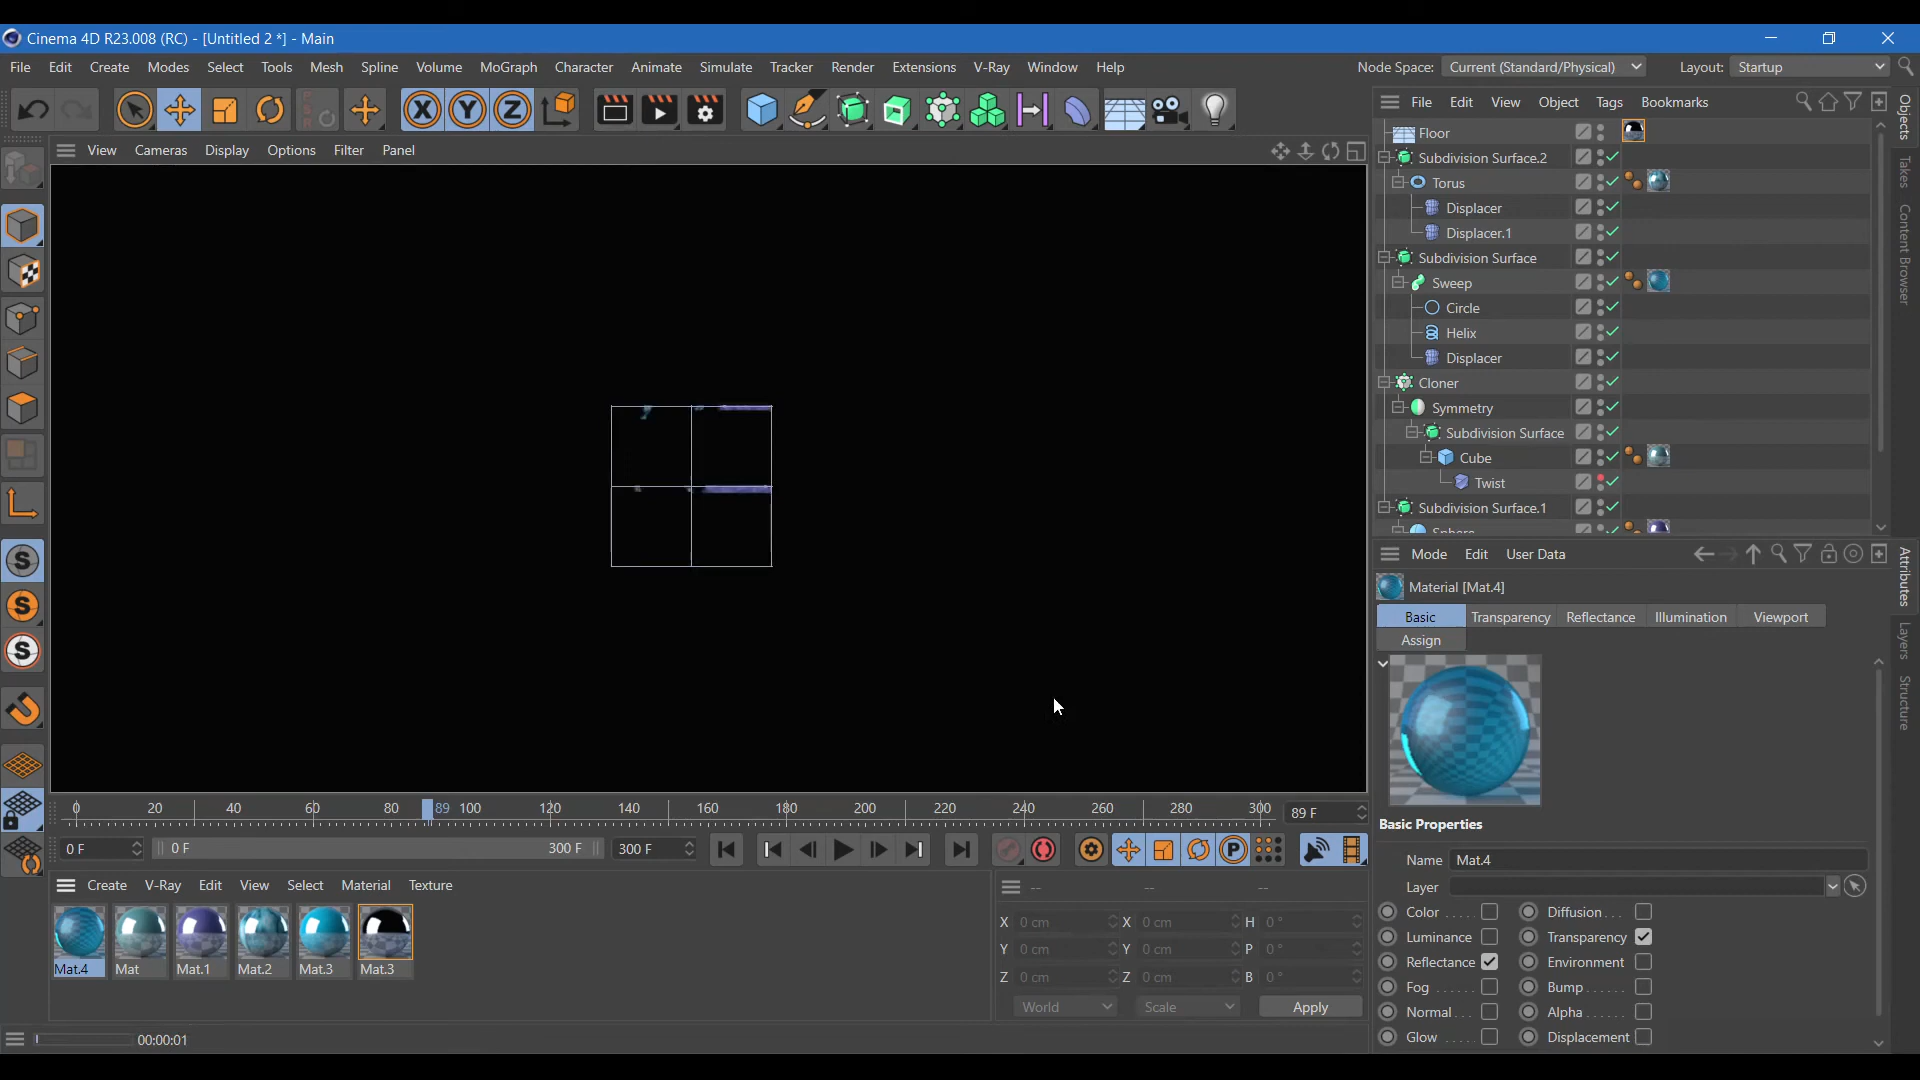 Cinema 4D R23.008 (RC) - [Untitled 2 *] - Main
File Edit Create Modes Select Tools Mesh Spline Volume MoGraph Character Animate Simulate Tracker Render Extensions V-Ray Window Help Node Space: Current (Standard/Physical) Layout: Startup
X Y Z
View Cameras Display Options Filter Panel
S
S
S
File Edit View Object Tags Bookmarks
Floor
Subdivision Surface.2
Torus
Displacer
Displacer.1
Subdivision Surface
Sweep
Circle
Helix
Displacer
Cloner
Symmetry
Subdivision Surface
Cube
Twist
Subdivision Surface.1
Sphere
Objects
Takes
Content Browser
Mode Edit User Data
Material [Mat.4]
Basic Transparency Reflectance Illumination Viewport
Assign
Basic Properties
Name Mat.4
Layer
Color Diffusion
Luminance Transparency
Reflectance Environment
Fog Bump
Normal Alpha
Glow Displacement
Attributes
Layers
Structure
0 20 40 60 80 89 100 120 140 160 180 200 220 240 260 280 300 89 F
0 F 0 F 300 F 300 F P
Create V-Ray Edit View Select Material Texture
Mat.4 Mat Mat.1 Mat.2 Mat.3 Mat.3
-- -- --
X 0 cm X 0 cm H 0 °
Y 0 cm Y 0 cm P 0 °
Z 0 cm Z 0 cm B 0 °
World Scale Apply
00:00:01